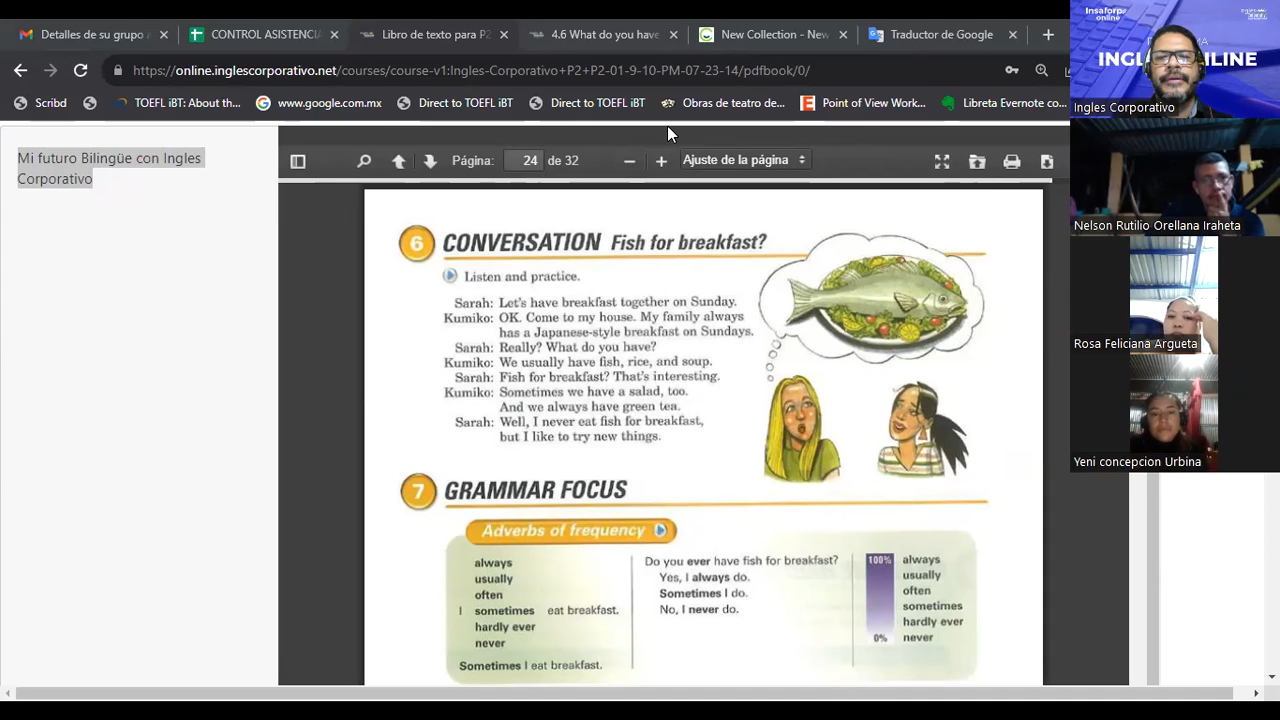 Detalles de su grupo A
CONTROL ASISTENCI
Libro de texto para P2
4.6 What do you have
New Collection - New
Traductor de Google
https://online.inglescorporativo.net/courses/course-v1:Ingles-Corporativo+P2+P2-01-9-10-PM-07-23-14/pdfbook/0/
Scribd
TOEFL iBT: About th...
www.google.com.mx
Direct to TOEFL iBT
Direct to TOEFL iBT
Obras de teatro de...
Point of View Work...
Libreta Evernote co...
Mi futuro Bilingüe con Ingles
Corporativo
Página:
24
de 32
Ajuste de la página
6 CONVERSATION Fish for breakfast?
Listen and practice.
Sarah: Let's have breakfast together on Sunday.
Kumiko: OK. Come to my house. My family always
has a Japanese-style breakfast on Sundays.
Sarah: Really? What do you have?
Kumiko: We usually have fish, rice, and soup.
Sarah: Fish for breakfast? That's interesting.
Kumiko: Sometimes we have a salad, too.
And we always have green tea.
Sarah: Well, I never eat fish for breakfast,
but I like to try new things.
7 GRAMMAR FOCUS
Adverbs of frequency
always
usually
often
I sometimes eat breakfast.
hardly ever
never
Sometimes I eat breakfast.
Do you ever have fish for breakfast?
Yes, I always do.
Sometimes I do.
No, I never do.
100% always
usually
often
sometimes
hardly ever
0% never
Insaforp
online
INGL
LINE
Ingles Corporativo
Nelson Rutilio Orellana Iraheta
Rosa Feliciana Argueta
Yeni concepcion Urbina